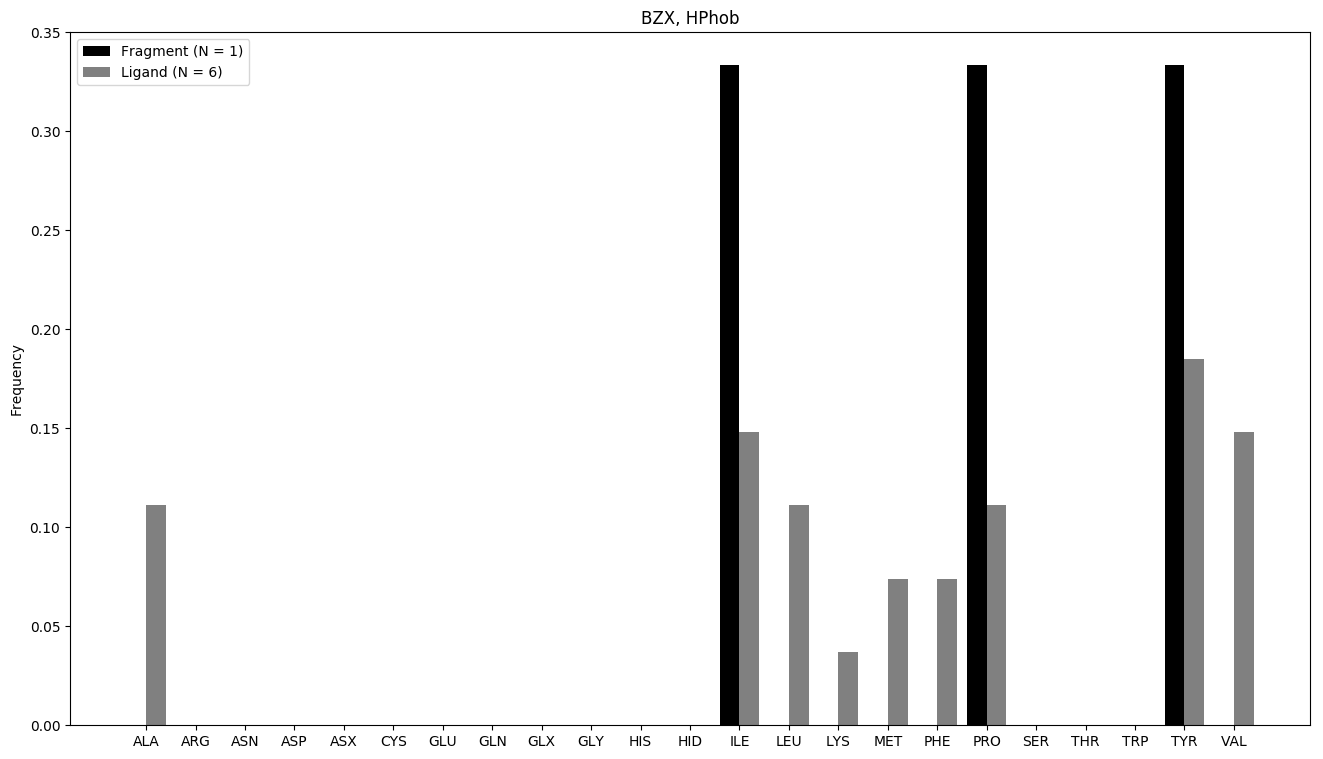 BZX, HPhob
Fragment (N = 1)
Ligand (N = 6)
Frequency
0.35
0.30
0.25
0.20
0.15
0.10
0.05
0.00
ALA ARG ASN ASP ASX CYS GLU GLN GLX GLY HIS HID ILE LEU LYS MET PHE PRO SER THR TRP TYR VAL